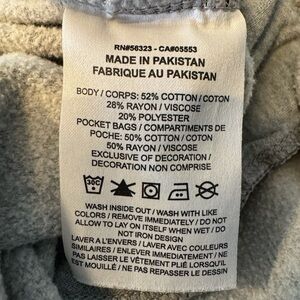 RN#56323 - CA#05553
MADE IN PAKISTAN
FABRIQUE AU PAKISTAN
BODY / CORPS: 52% COTTON / COTON
28% RAYON / VISCOSE
20% POLYESTER
POCKET BAGS / COMPARTIMENTS DE
POCHE: 50% COTTON / COTON
50% RAYON / VISCOSE
EXCLUSIVE OF DECORATION /
DECORATION NON COMPRISE
30C
WASH INSIDE OUT / WASH WITH LIKE
COLORS / REMOVE IMMEDIATELY / DO NOT
ALLOW TO LAY ON ITSELF WHEN WET / DO
NOT IRON DESIGN
LAVER A L'ENVERS / LAVER AVEC COULEURS
SIMILAIRES / ENLEVER IMMEDIATEMENT / NE
PAS LAISSER LE VÊTEMENT PLIÉ LORSQU'IL
EST MOUILLÉ / NE PAS REPASSER LE DESSIN